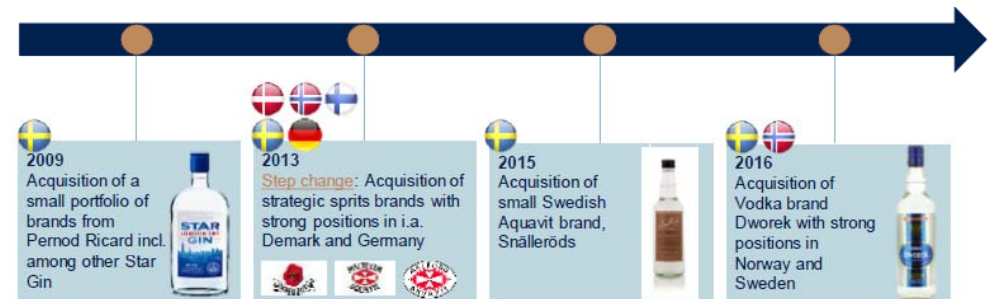 2009
Acquisition of a
small portfolio of
brands from
Pernod Ricard incl.
among other Star
Gin
STAR
GIN
2013
Step change: Acquisition of
strategic sprits brands with
strong positions in i.a.
Demark and Germany
2015
Acquisition of
small Swedish
Aquavit brand,
Snälleröds
2016
Acquisition of
Vodka brand
Dworek with strong
positions in
Norway and
Sweden